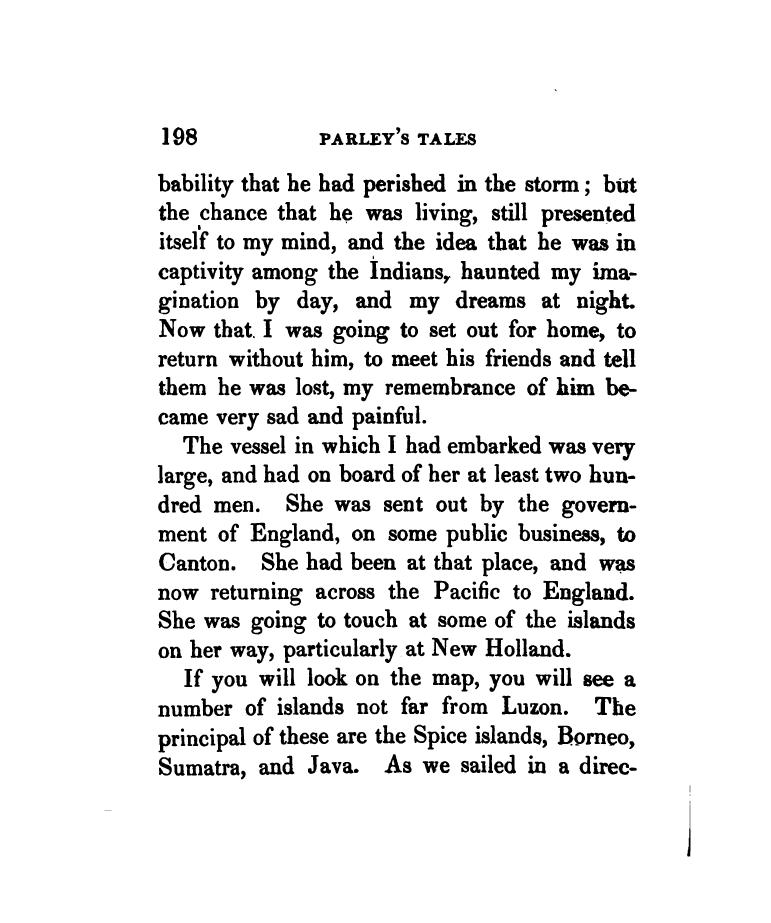 198 PARLEY'S TALES
bability that he had perished in the storm; but
the chance that he was living, still presented
itself to my mind, and the idea that he was in
captivity among the Indians, haunted my ima-
gination by day, and my dreams at night.
Now that I was going to set out for home, to
return without him, to meet his friends and tell
them he was lost, my remembrance of him be-
came very sad and painful.
The vessel in which I had embarked was very
large, and had on board of her at least two hun-
dred men. She was sent out by the govern-
ment of England, on some public business, to
Canton. She had been at that place, and was
now returning across the Pacific to England.
She was going to touch at some of the islands
on her way, particularly at New Holland.
If you will look on the map, you will see a
number of islands not far from Luzon. The
principal of these are the Spice islands, Borneo,
Sumatra, and Java. As we sailed in a direc-